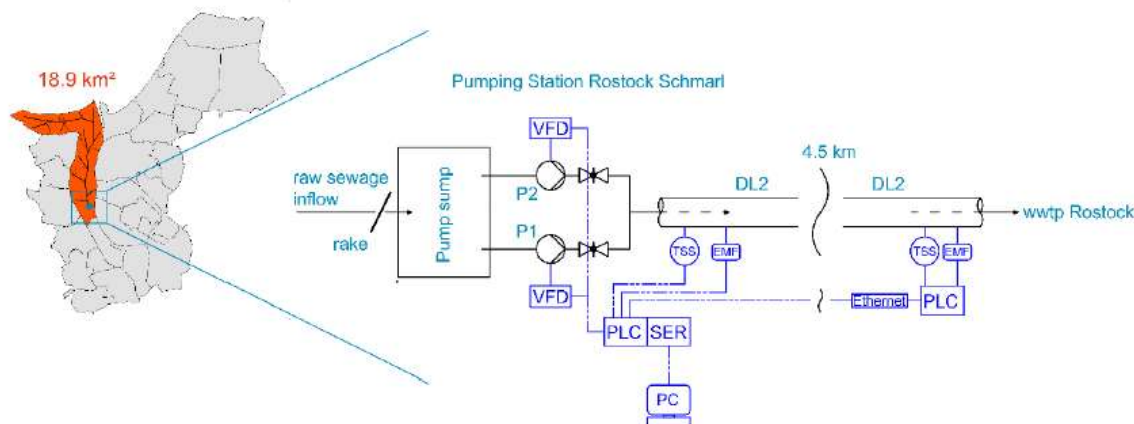 18.9 km²
Pumping Station Rostock Schmarl
VFD
4.5 km
raw sewage
inflow
rake
Pump sump
P2
P1
DL2
DL2
wwtp Rostock
TSS
EMF
TSS
EMF
VFD
Ethernet
PLC
PLC
SER
PC